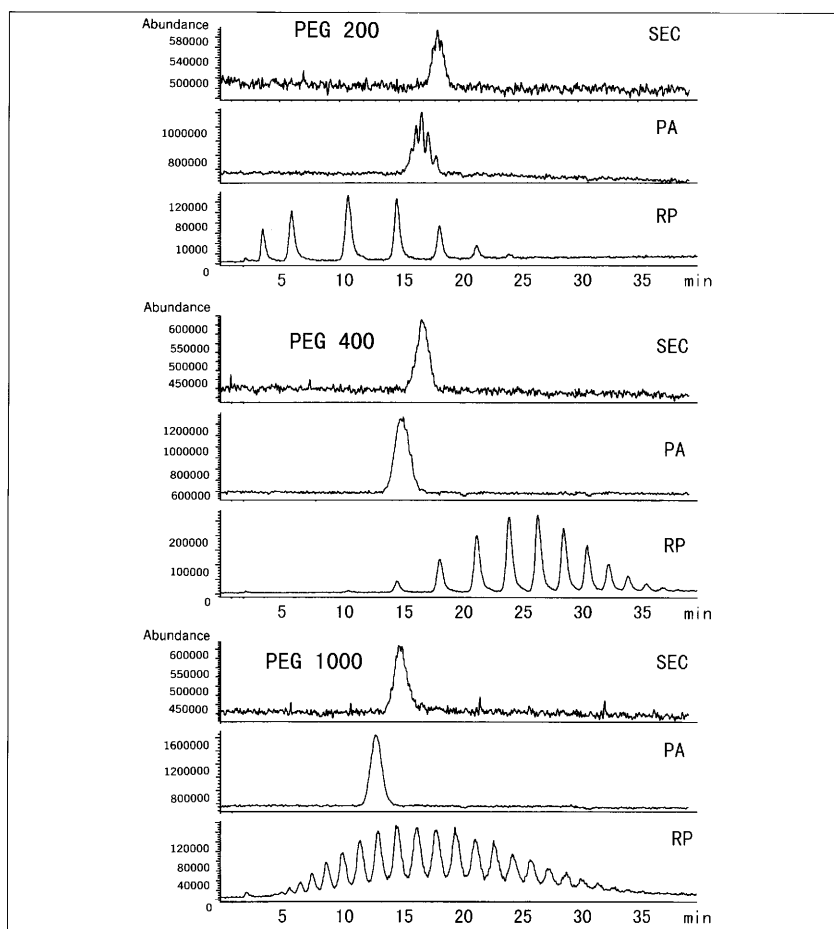 Abundance
PEG 200
SEC
580000
540000
500000
PA
1000000
800000
RP
120000
80000
10000
0
5 10 15 20 25 30 35 min
Abundance
PEG 400
SEC
600000
550000
500000
450000
PA
1200000
1000000
800000
600000
RP
200000
100000
0
5 10 15 20 25 30 35 min
Abundance
PEG 1000
SEC
600000
550000
500000
450000
PA
1600000
1200000
800000
RP
120000
80000
40000
0
5 10 15 20 25 30 35 min